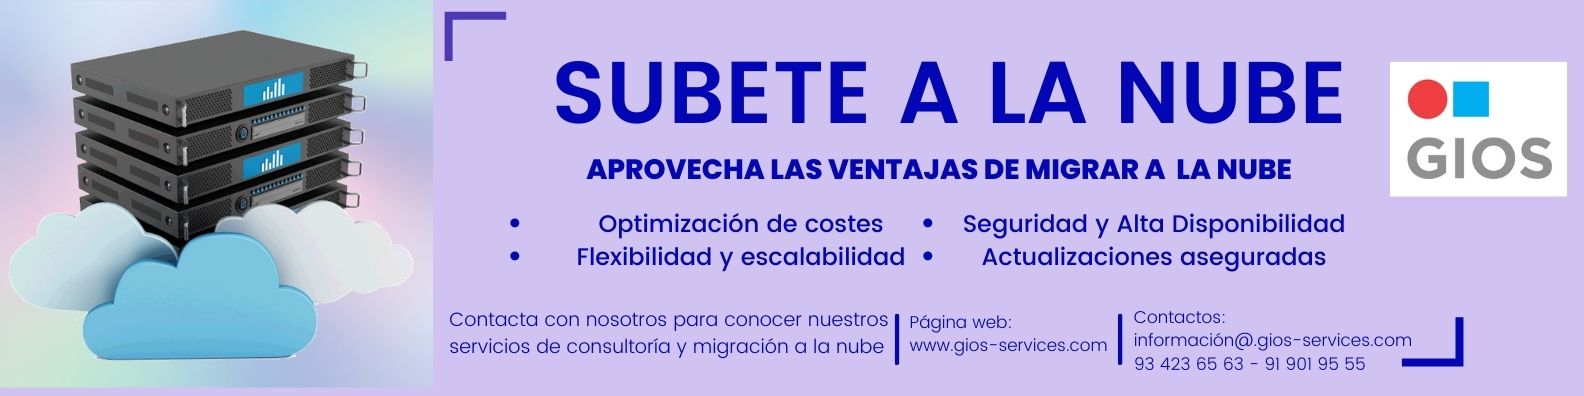 SUBETE A LA NUBE
GIOS
APROVECHA LAS VENTAJAS DE MIGRAR A LA NUBE
• Optimización de costes • Seguridad y Alta Disponibilidad
• Flexibilidad y escalabilidad • Actualizaciones aseguradas
Contacta con nosotros para conocer nuestros
servicios de consultoría y migración a la nube
Página web:
www.gios-services.com
Contactos:
información@.gios-services.com
93 423 65 63 - 91 901 95 55